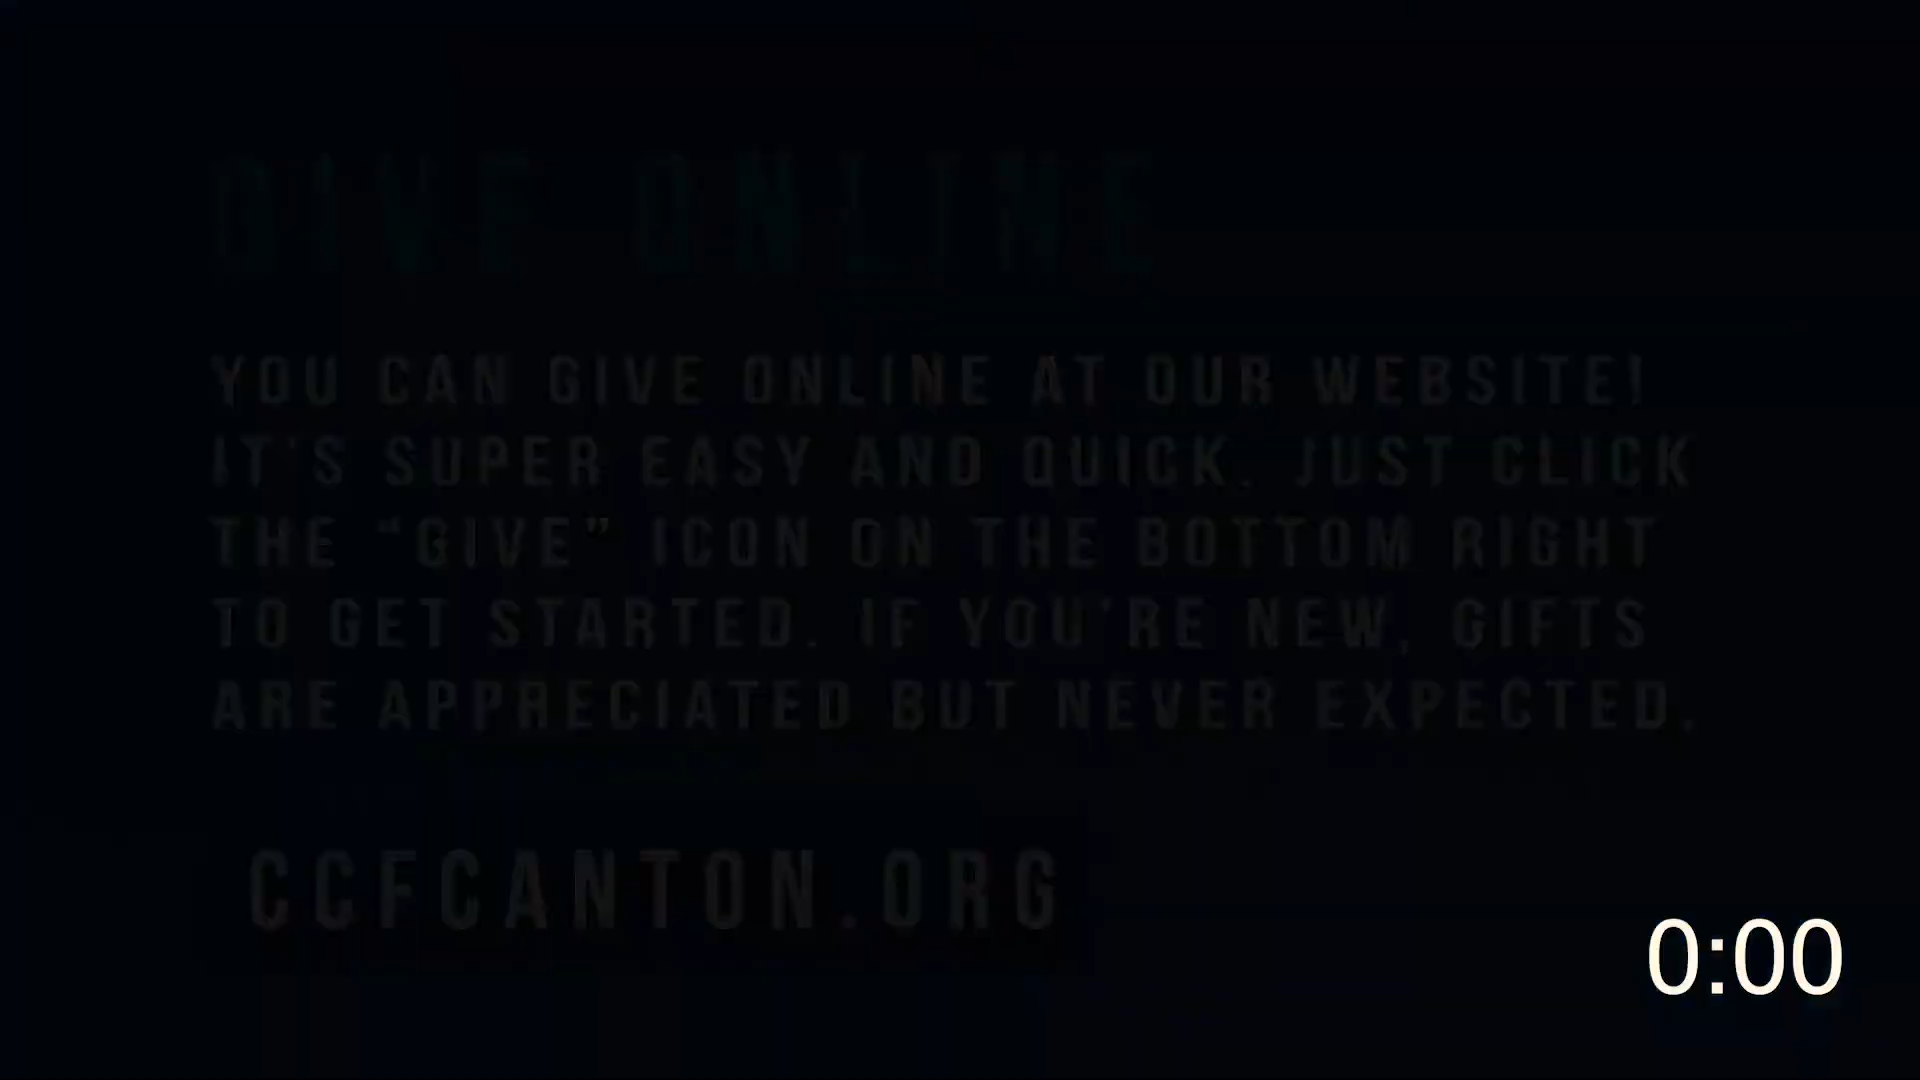 GIVE ONLINE
YOU CAN GIVE ONLINE AT OUR WEBSITE!
IT'S SUPER EASY AND QUICK. JUST CLICK
THE “GIVE” ICON ON THE BOTTOM RIGHT
TO GET STARTED. IF YOU'RE NEW, GIFTS
ARE APPRECIATED BUT NEVER EXPECTED.
CCFCANTON.ORG
0:00